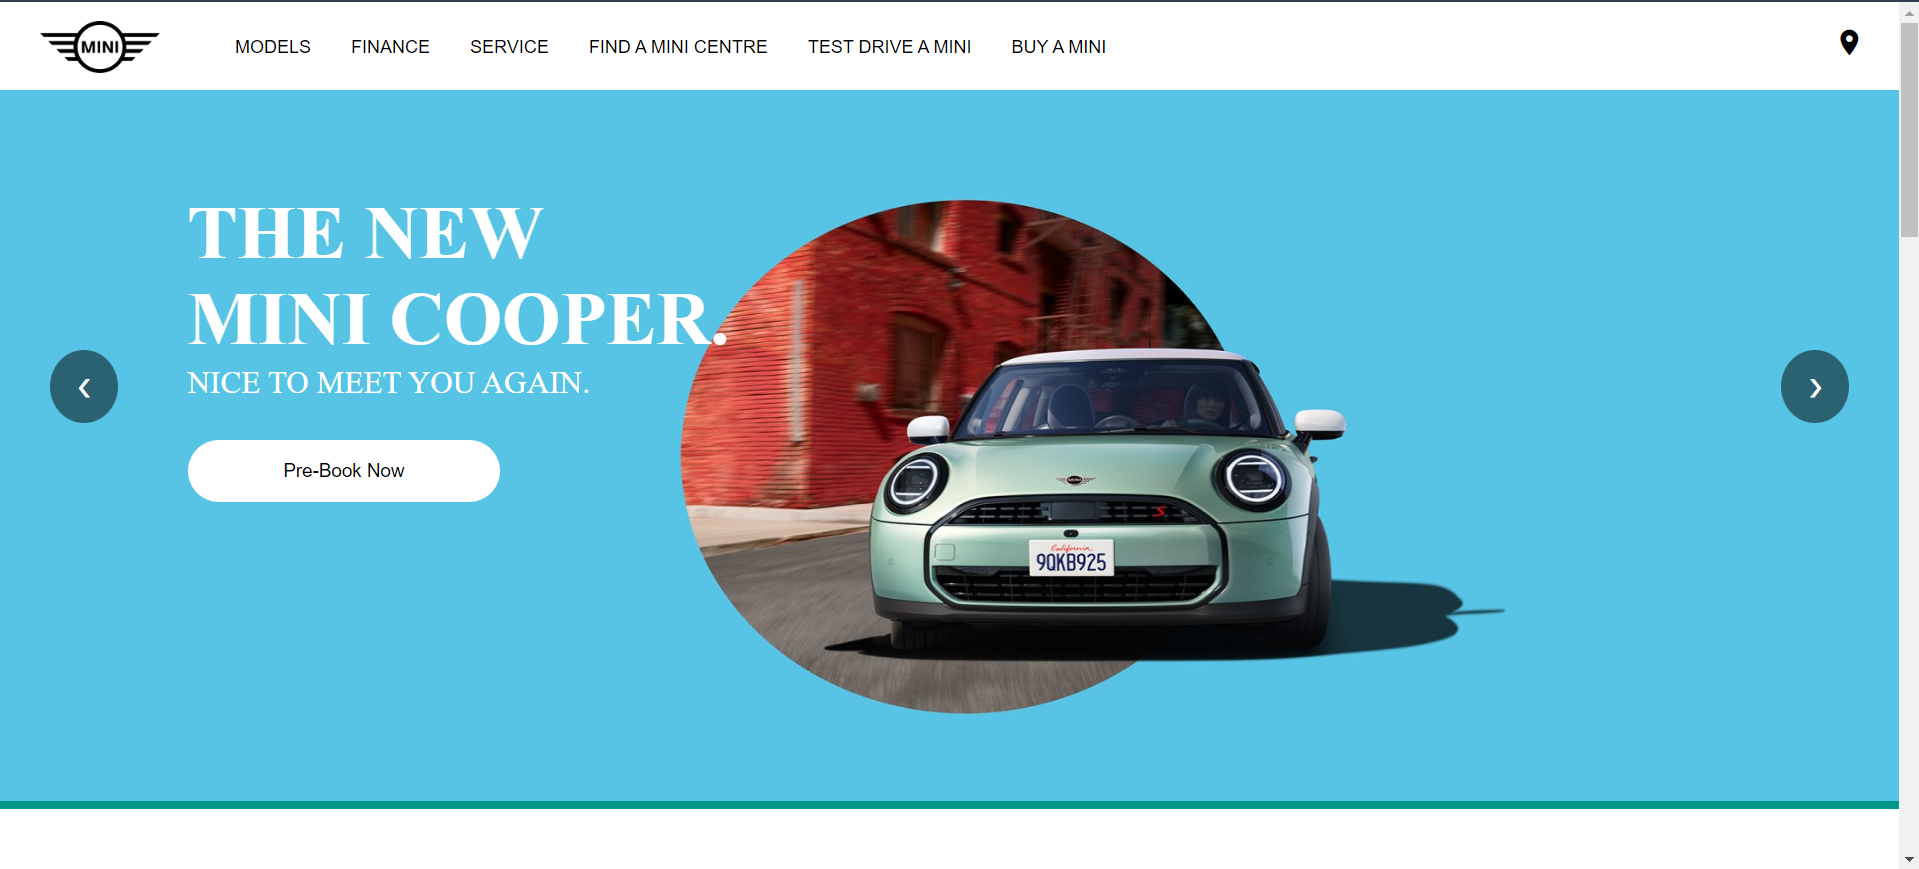 MINI
MODELS
FINANCE
SERVICE
FIND A MINI CENTRE
TEST DRIVE A MINI
BUY A MINI
THE NEW
MINI COOPER.
NICE TO MEET YOU AGAIN.
Pre-Book Now
MINI
S
California
9QKB925